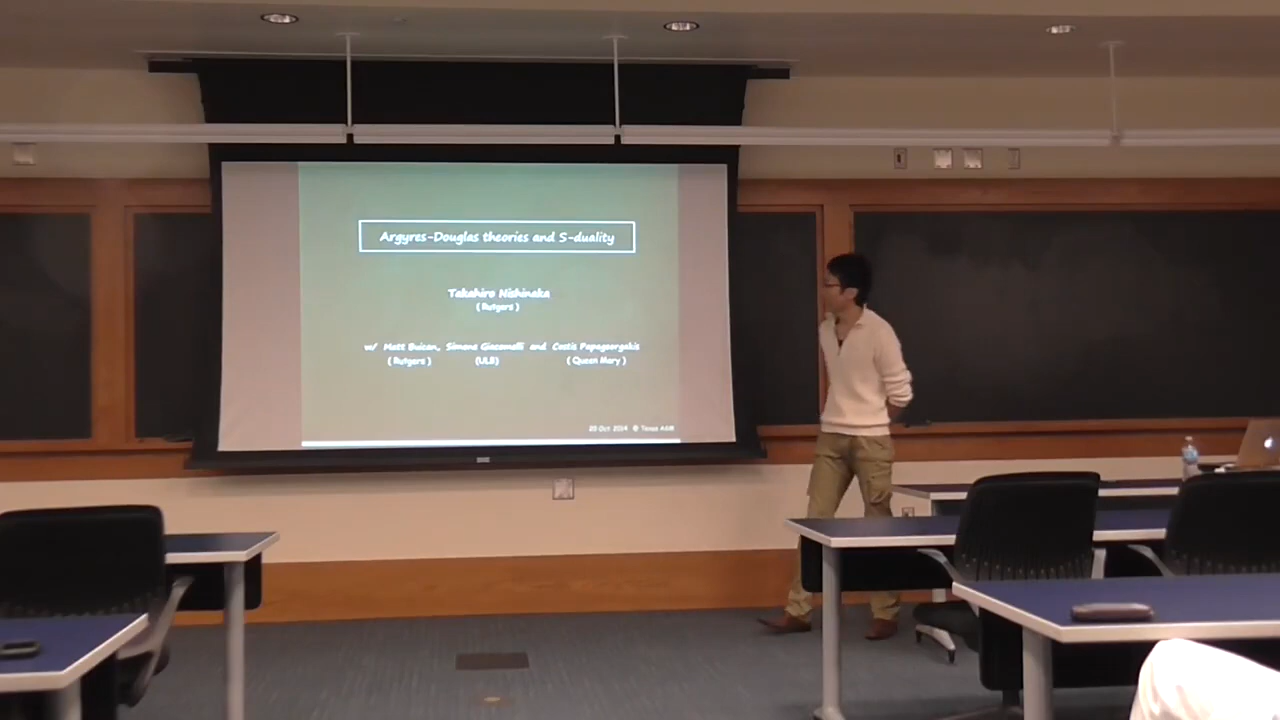 Argyres-Douglas theories and S-duality
Takahiro Nishinaka
( Rutgers )
w/ Matt Buican, Simone Giacomelli and Costis Papageorgakis
( Rutgers ) (ULB) ( Queen Mary )
20 Oct 2014 @ Texas A&M